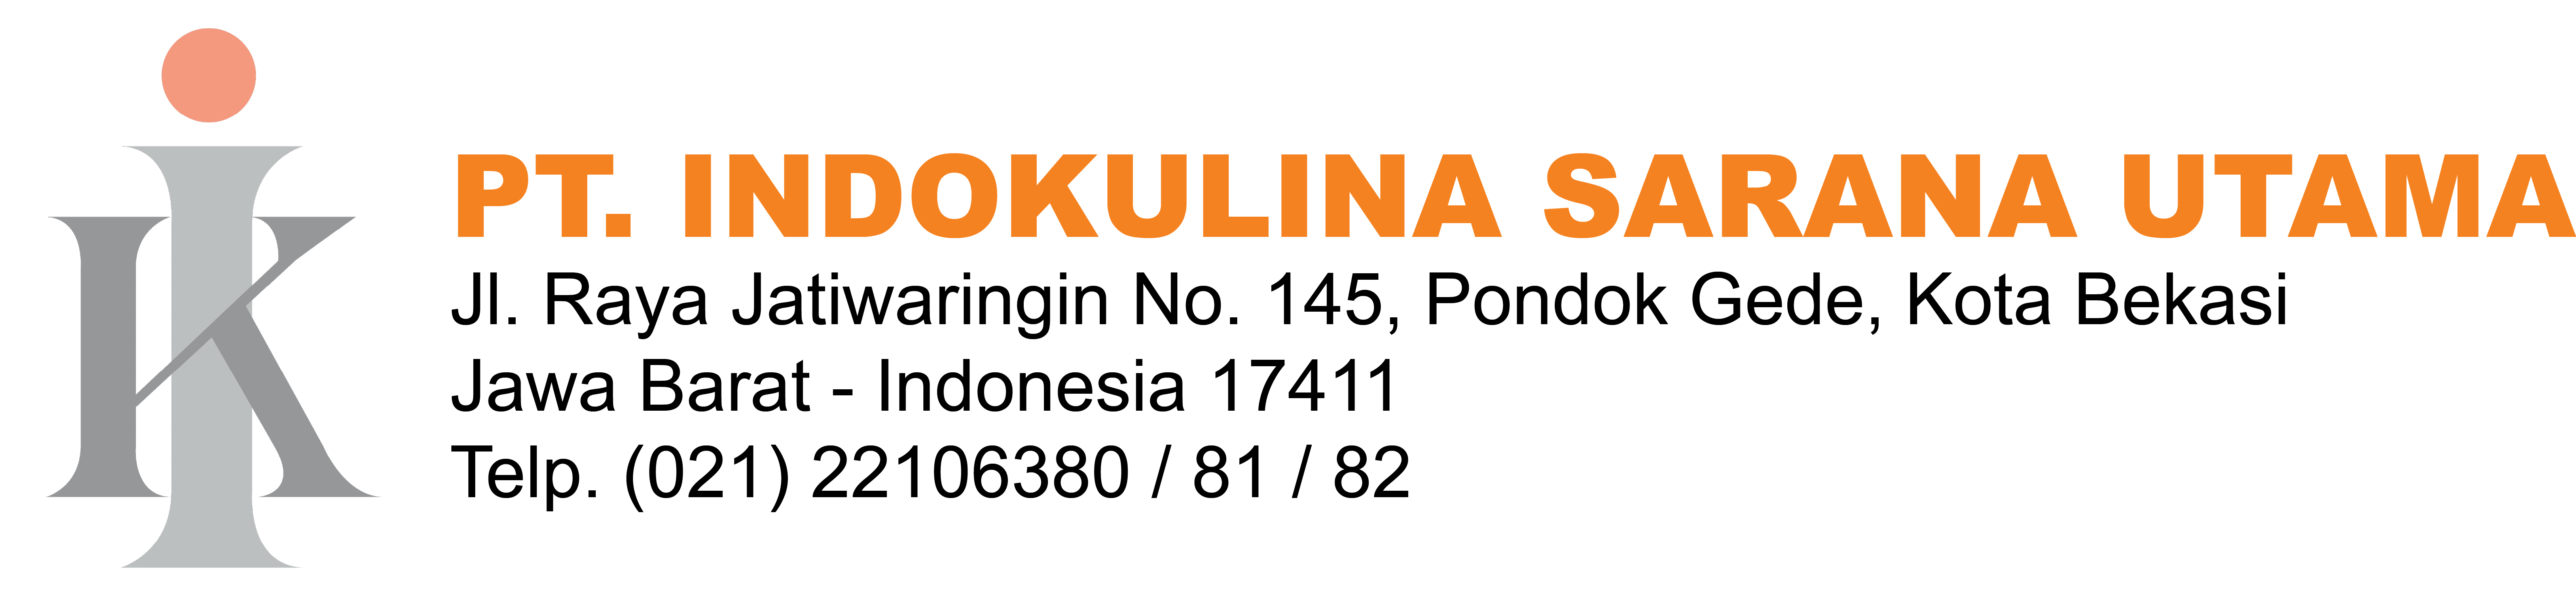 iK
PT. INDOKULINA SARANA UTAMA
Jl. Raya Jatiwaringin No. 145, Pondok Gede, Kota Bekasi
Jawa Barat - Indonesia 17411
Telp. (021) 22106380 / 81 / 82